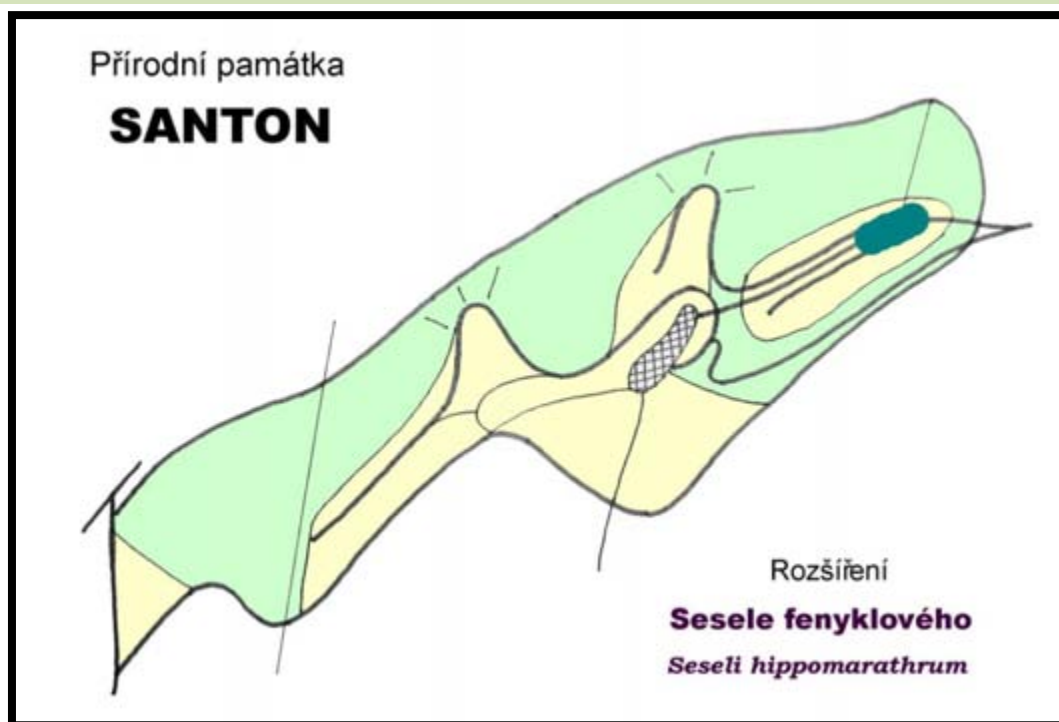 Přírodní památka
SANTON
Rozšíření
Sesele fenyklového
Seseli hippomarathrum